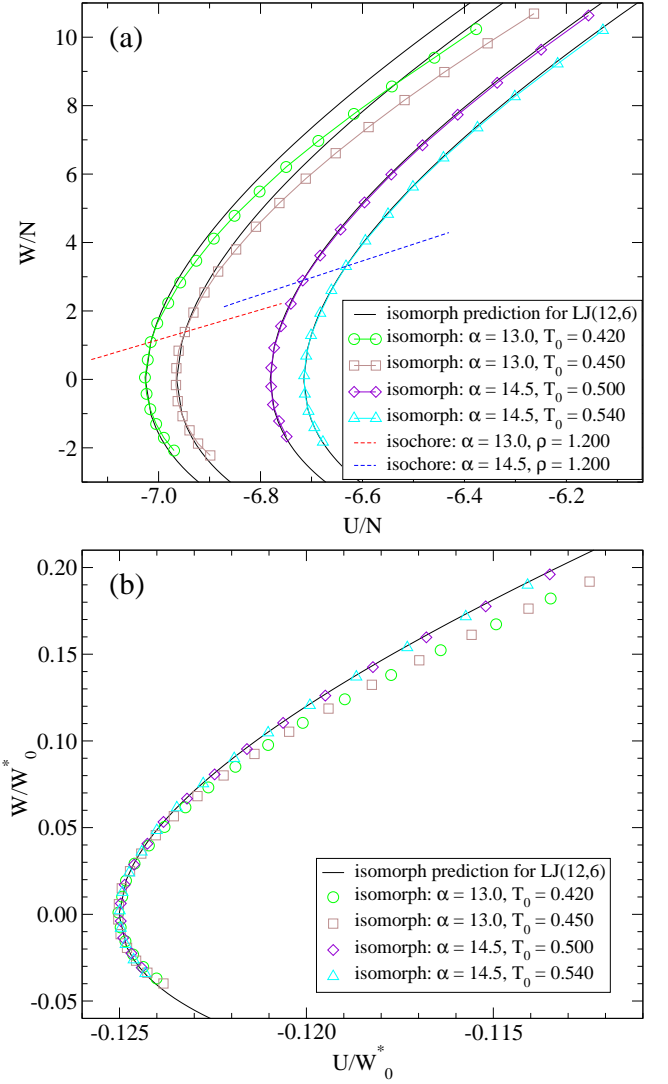 (a)
10
8
6
4
2
0
-2
W/N
-7.0
-6.8
-6.6
-6.4
-6.2
U/N
isomorph prediction for LJ(12,6)
isomorph: α = 13.0, T0 = 0.420
isomorph: α = 13.0, T0 = 0.450
isomorph: α = 14.5, T0 = 0.500
isomorph: α = 14.5, T0 = 0.540
isochore: α = 13.0, ρ = 1.200
isochore: α = 14.5, ρ = 1.200
(b)
0.20
0.15
0.10
0.05
0.00
-0.05
W/W*0
-0.125
-0.120
-0.115
U/W*0
isomorph prediction for LJ(12,6)
isomorph: α = 13.0, T0 = 0.420
isomorph: α = 13.0, T0 = 0.450
isomorph: α = 14.5, T0 = 0.500
isomorph: α = 14.5, T0 = 0.540